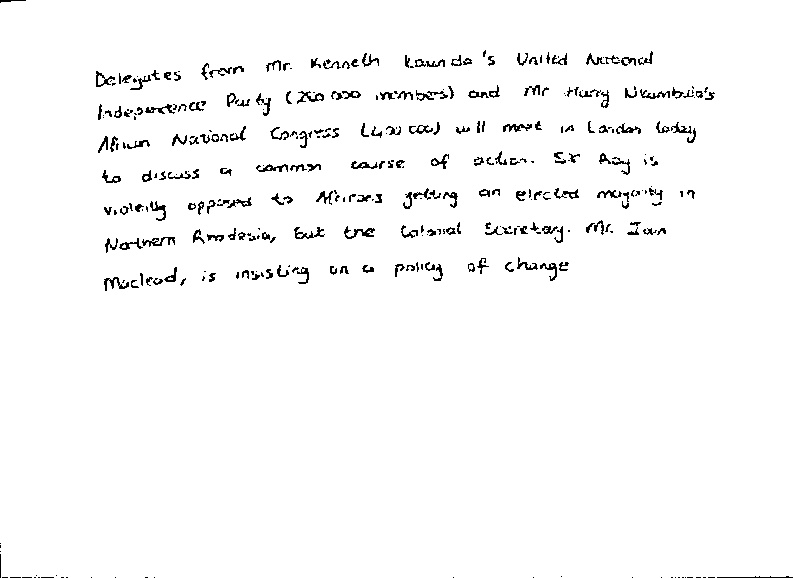 Delegates from Mr. Kenneth Kaunda's United National
Independence Party (280 000 members) and Mr Harry Nkumbula's
African National Congress (400 000) will meet in London today
to discuss a common course of action. Sir Roy is
violently opposed to Africans getting an elected majority in
Northern Rhodesia, but the Colonial Secretary. Mr. Iain
Macleod, is insisting on a policy of change